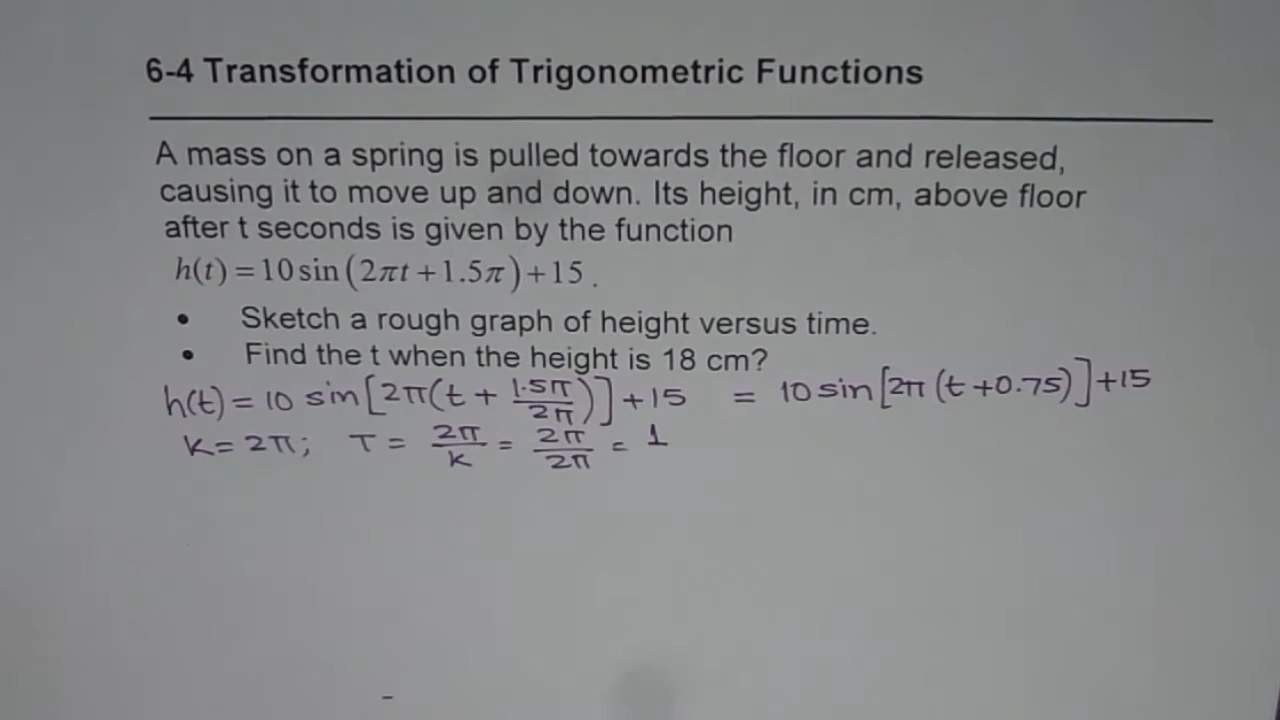 6-4 Transformation of Trigonometric Functions
A mass on a spring is pulled towards the floor and released,
causing it to move up and down. Its height, in cm, above floor
after t seconds is given by the function
h(t) = 10 sin (2πt + 1.5π) + 15 .
• Sketch a rough graph of height versus time.
• Find the t when the height is 18 cm?
h(t) = 10 sin [2π(t + 1.5π/2π)] + 15 = 10 sin [2π (t + 0.75)] + 15
K = 2π; T = 2π/K = 2π/2π = 1